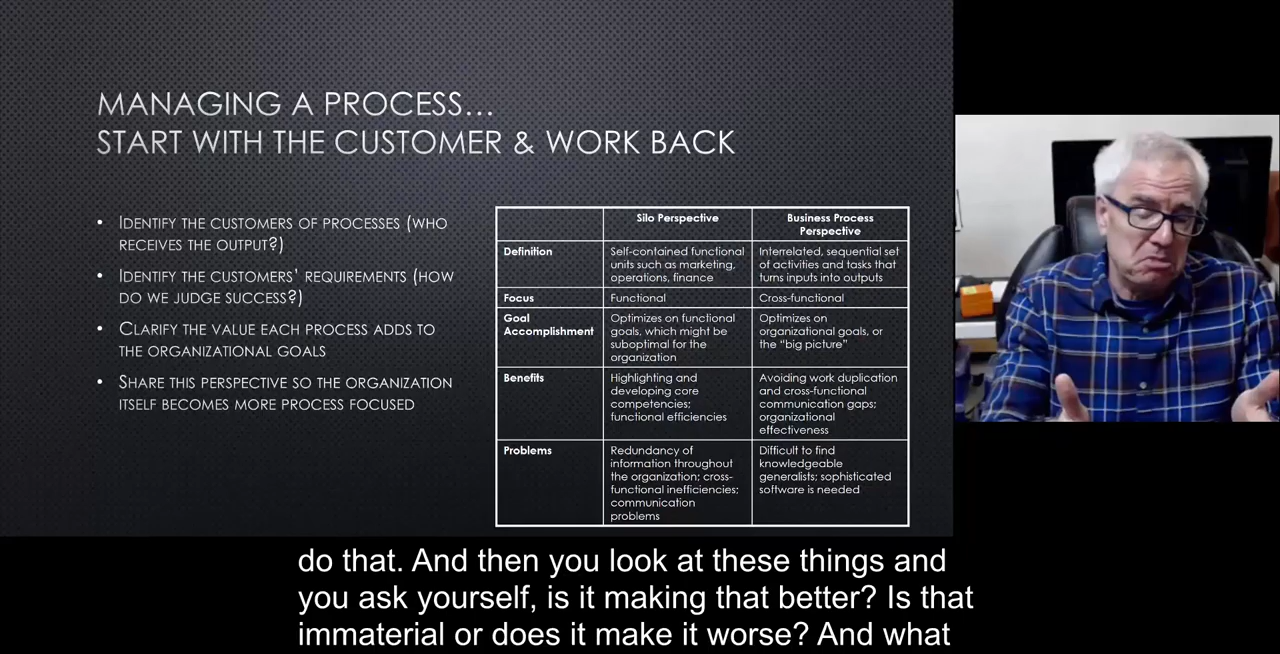 MANAGING A PROCESS...
START WITH THE CUSTOMER & WORK BACK
• IDENTIFY THE CUSTOMERS OF PROCESSES (WHO
RECEIVES THE OUTPUT?)
• IDENTIFY THE CUSTOMERS' REQUIREMENTS (HOW
DO WE JUDGE SUCCESS?)
• CLARIFY THE VALUE EACH PROCESS ADDS TO
THE ORGANIZATIONAL GOALS
• SHARE THIS PERSPECTIVE SO THE ORGANIZATION
ITSELF BECOMES MORE PROCESS FOCUSED
Silo Perspective
Business Process
Perspective
Definition
Self-contained functional
units such as marketing,
operations, finance
Interrelated, sequential set
of activities and tasks that
turns inputs into outputs
Focus
Functional
Cross-functional
Goal
Accomplishment
Optimizes on functional
goals, which might be
suboptimal for the
organization
Optimizes on
organizational goals, or
the "big picture"
Benefits
Highlighting and
developing core
competencies;
functional efficiencies
Avoiding work duplication
and cross-functional
communication gaps;
organizational
effectiveness
Problems
Redundancy of
information throughout
the organization; cross-
functional inefficiencies;
communication
problems
Difficult to find
knowledgeable
generalists; sophisticated
software is needed
do that. And then you look at these things and
you ask yourself, is it making that better? Is that
immaterial or does it make it worse? And what